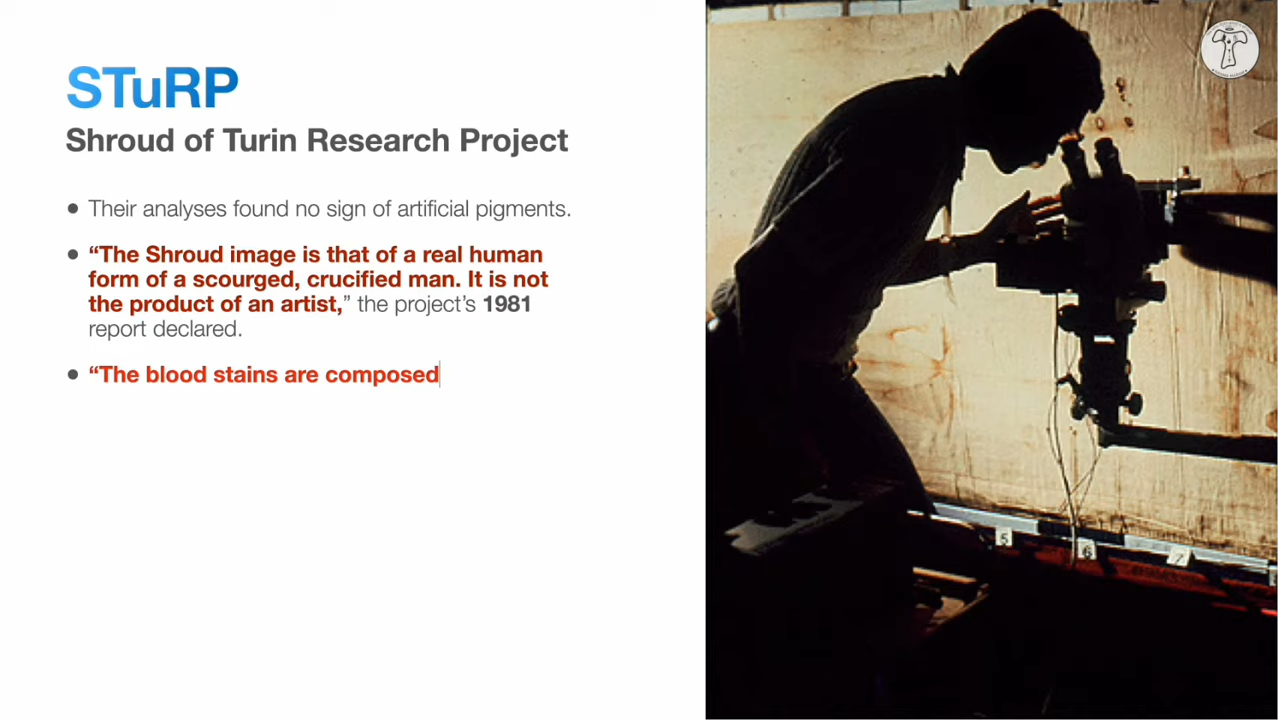 STuRP
Shroud of Turin Research Project
• Their analyses found no sign of artificial pigments.
• “The Shroud image is that of a real human
form of a scourged, crucified man. It is not
the product of an artist,” the project’s 1981
report declared.
• “The blood stains are composed
5
6
7